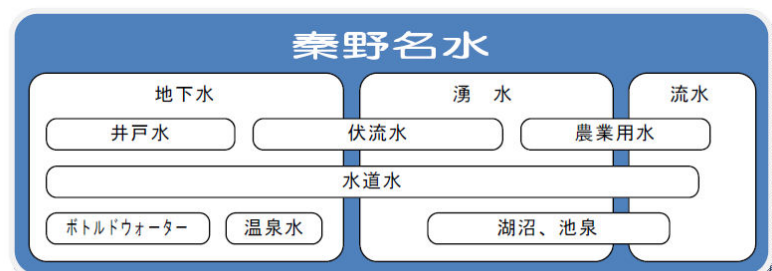 秦野名水
地下水 湧 水 流水
井戸水 伏流水 農業用水
水道水
ボトルドウォーター 温泉水 湖沼、池泉